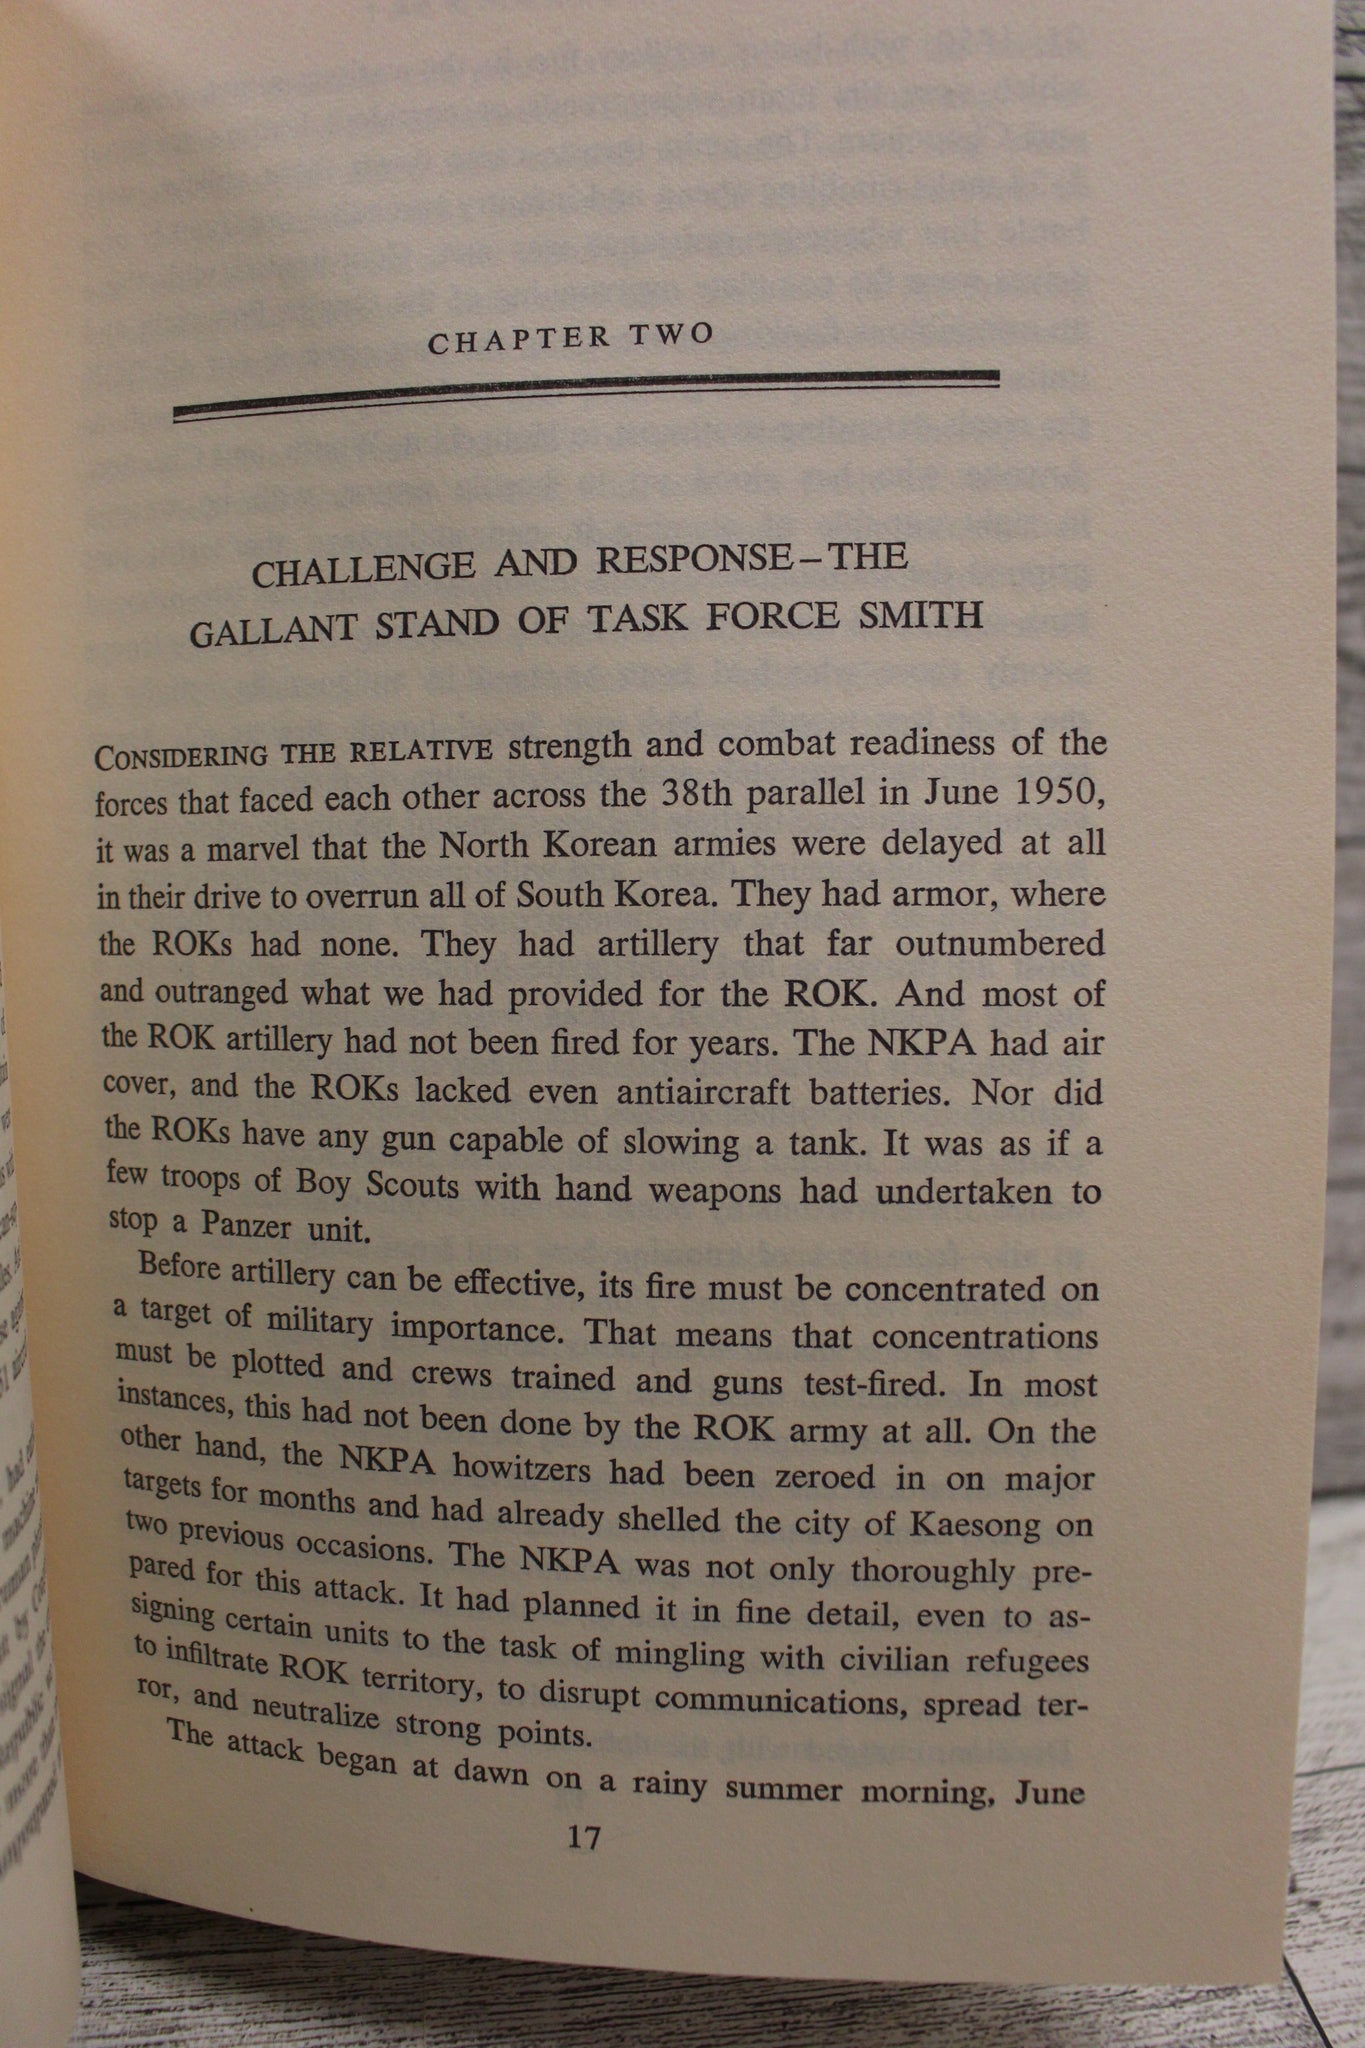 CHAPTER TWO
CHALLENGE AND RESPONSE–THE
GALLANT STAND OF TASK FORCE SMITH
CONSIDERING THE RELATIVE strength and combat readiness of the
forces that faced each other across the 38th parallel in June 1950,
it was a marvel that the North Korean armies were delayed at all
in their drive to overrun all of South Korea. They had armor, where
the ROKs had none. They had artillery that far outnumbered
and outranged what we had provided for the ROK. And most of
the ROK artillery had not been fired for years. The NKPA had air
cover, and the ROKs lacked even antiaircraft batteries. Nor did
the ROKs have any gun capable of slowing a tank. It was as if a
few troops of Boy Scouts with hand weapons had undertaken to
stop a Panzer unit.
Before artillery can be effective, its fire must be concentrated on
a target of military importance. That means that concentrations
must be plotted and crews trained and guns test-fired. In most
instances, this had not been done by the ROK army at all. On the
other hand, the NKPA howitzers had been zeroed in on major
targets for months and had already shelled the city of Kaesong on
two previous occasions. The NKPA was not only thoroughly pre-
pared for this attack. It had planned it in fine detail, even to as-
signing certain units to the task of mingling with civilian refugees
to infiltrate ROK territory, to disrupt communications, spread ter-
ror, and neutralize strong points.
The attack began at dawn on a rainy summer morning, June
17